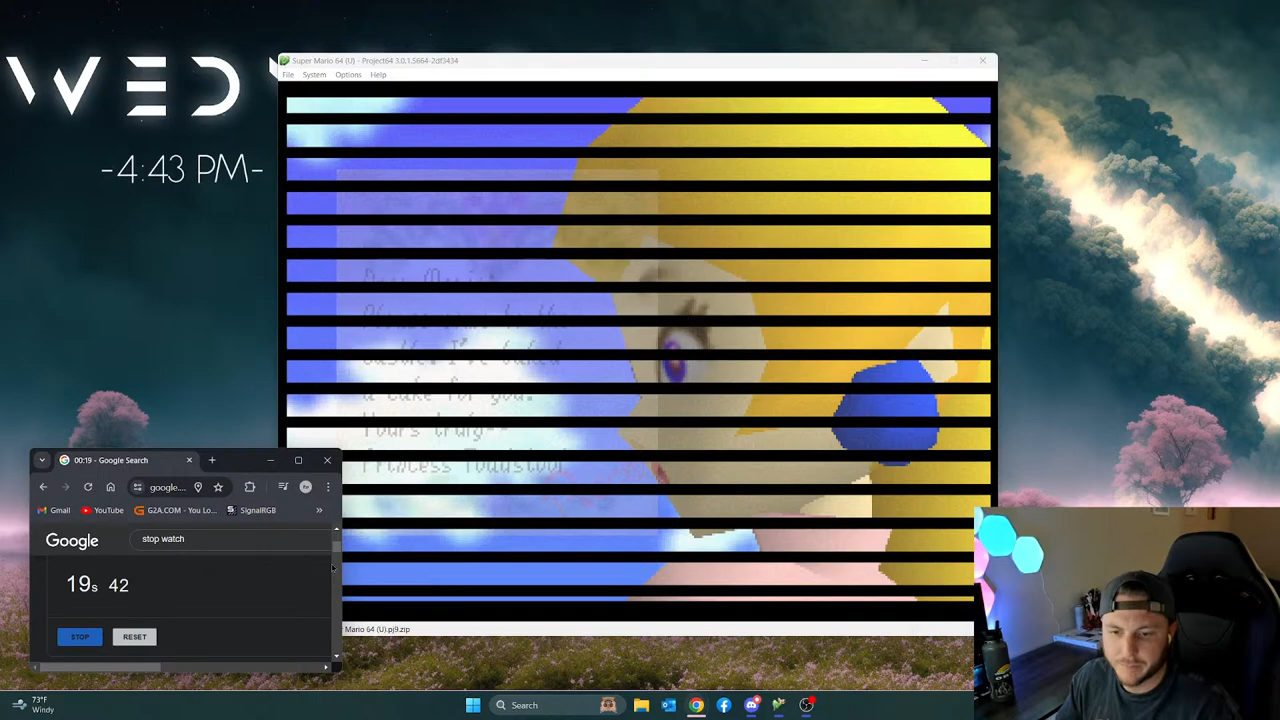 WED
-4:43 PM-
Super Mario 64 (U) - Project64 3.0.1.5664-2df3434
File System Options Help
Dear Mario:
Please come to the
castle. I've baked
a cake for you.
Yours truly--
Princess Toadstool
Mario 64 (U).pj9.zip
00:19 - Google Search
google....
Gmail YouTube G2A.COM - You Lo... SignalRGB
Google stop watch
19s 42
STOP RESET
73°F
Windy
Search